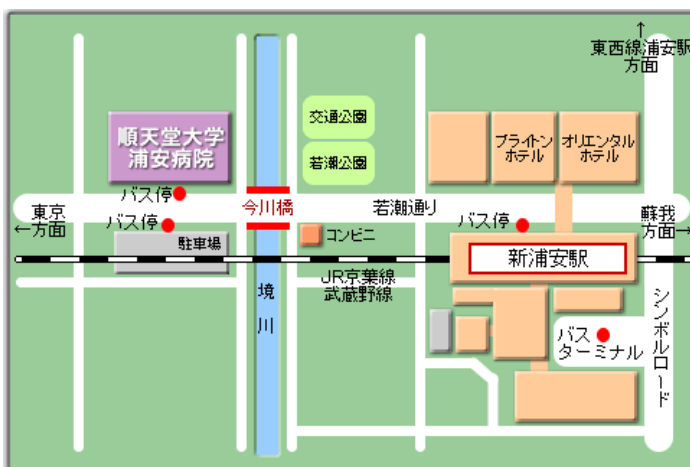 ↑
東西線浦安駅
方面
交通公園
順天堂大学
浦安病院
ブライトン
ホテル
オリエンタル
ホテル
若潮公園
バス停
今川橋
若潮通り
東京
←方面
バス停
バス停
蘇我
方面→
駐車場
コンビニ
新浦安駅
JR京葉線
武蔵野線
境川
シンボルロード
バス
ターミナル